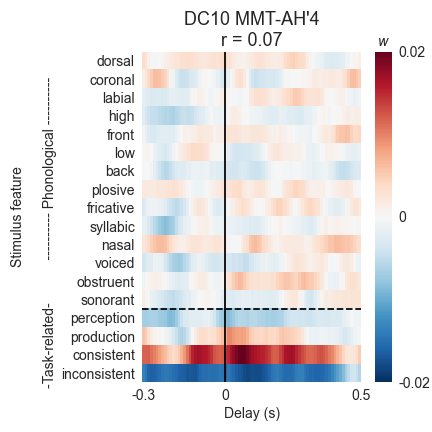 DC10 MMT-AH'4
r = 0.07
w
dorsal
coronal
labial
high
front
low
back
plosive
fricative
syllabic
nasal
voiced
obstruent
sonorant
perception
production
consistent
inconsistent
Stimulus feature
-Task-related-
---------- Phonological ----------
0.02
0
-0.02
-0.3
0
0.5
Delay (s)